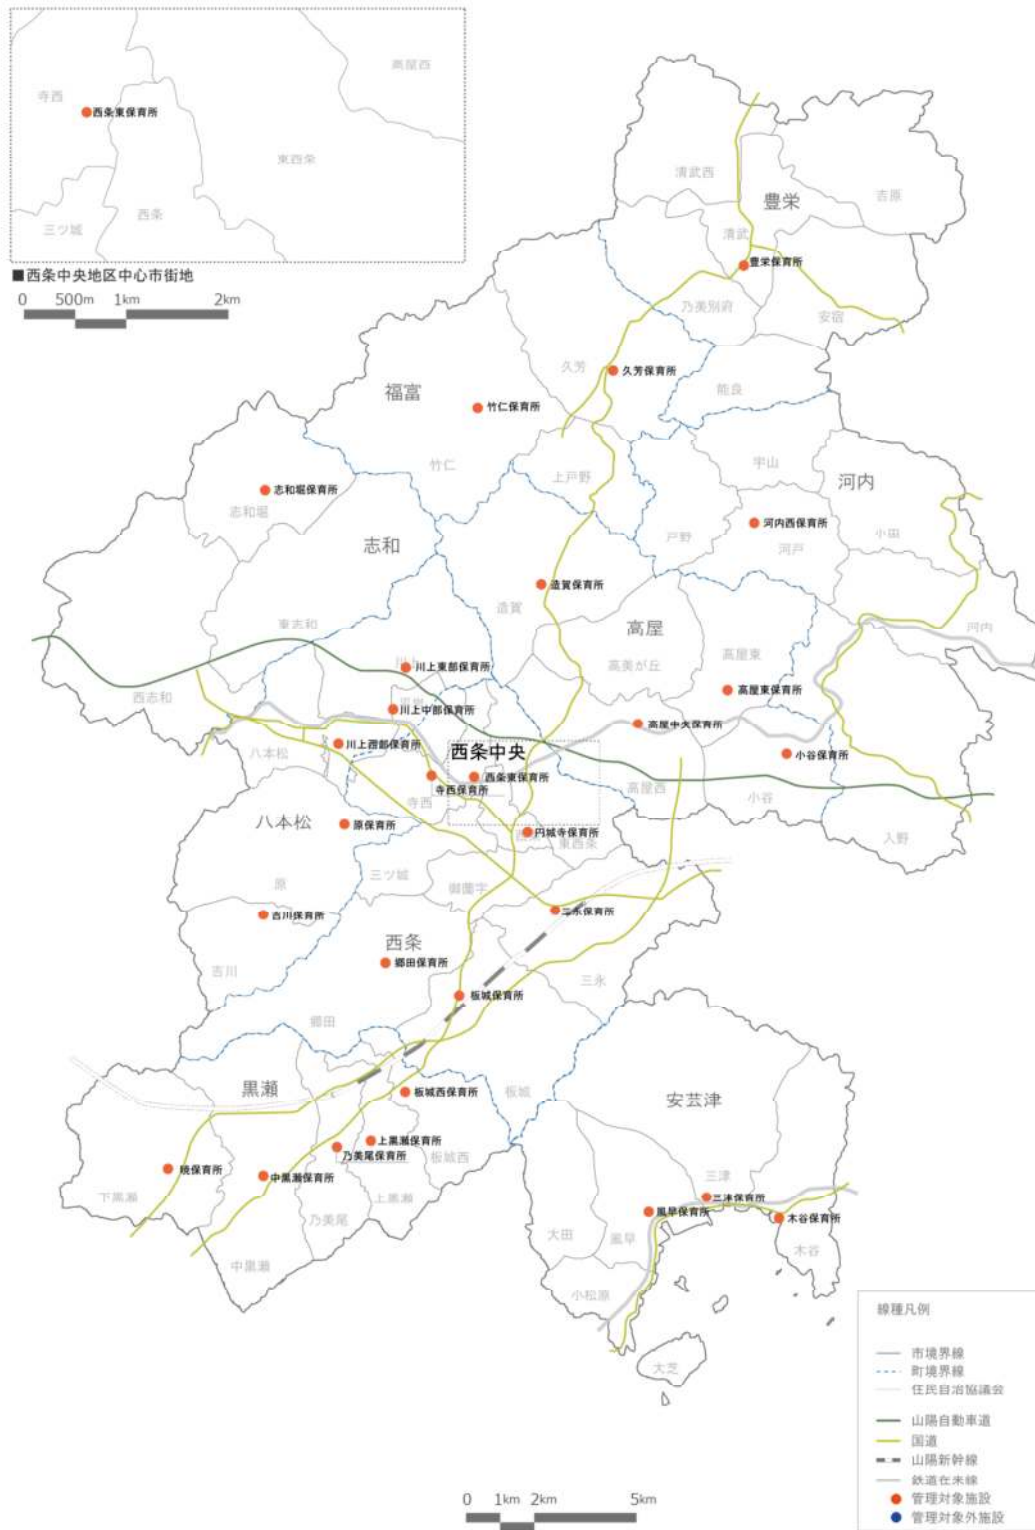 高屋西
寺西
西条東保育所
東西条
西条
三ツ城
■西条中央地区中心市街地
0 500m 1km 2km
清武西
豊栄
吉原
清武
豊栄保育所
乃美別府
安宿
久芳
久芳保育所
能良
福富
竹仁保育所
竹仁
上戸野
宇山
河内
志和堀保育所
志和堀
河内西保育所
小田
戸野
河戸
志和
造賀保育所
造賀
高屋
東志和
河内
高美が丘
高屋東
川上東部保育所
西志和
高屋東保育所
川上中部保育所
高屋中央保育所
川上西部保育所
西条中央
八本松
小谷保育所
西条東保育所
寺西保育所
高屋西
小谷
寺西
八本松
原保育所
円城寺保育所
東西条
入野
三ツ城
御薗宇
原
吉川保育所
三永保育所
西条
郷田保育所
吉川
三永
板城保育所
郷田
黒瀬
板城西保育所
板城
安芸津
上黒瀬保育所
乃美尾保育所
板城西
暁保育所
中黒瀬保育所
下黒瀬
上黒瀬
三津
三津保育所
乃美尾
風早保育所
木谷保育所
大田
風早
木谷
中黒瀬
小松原
大芝
線種凡例
市境界線
町境界線
住民自治協議会
山陽自動車道
国道
山陽新幹線
鉄道在来線
管理対象施設
管理対象外施設
0 1km 2km 5km